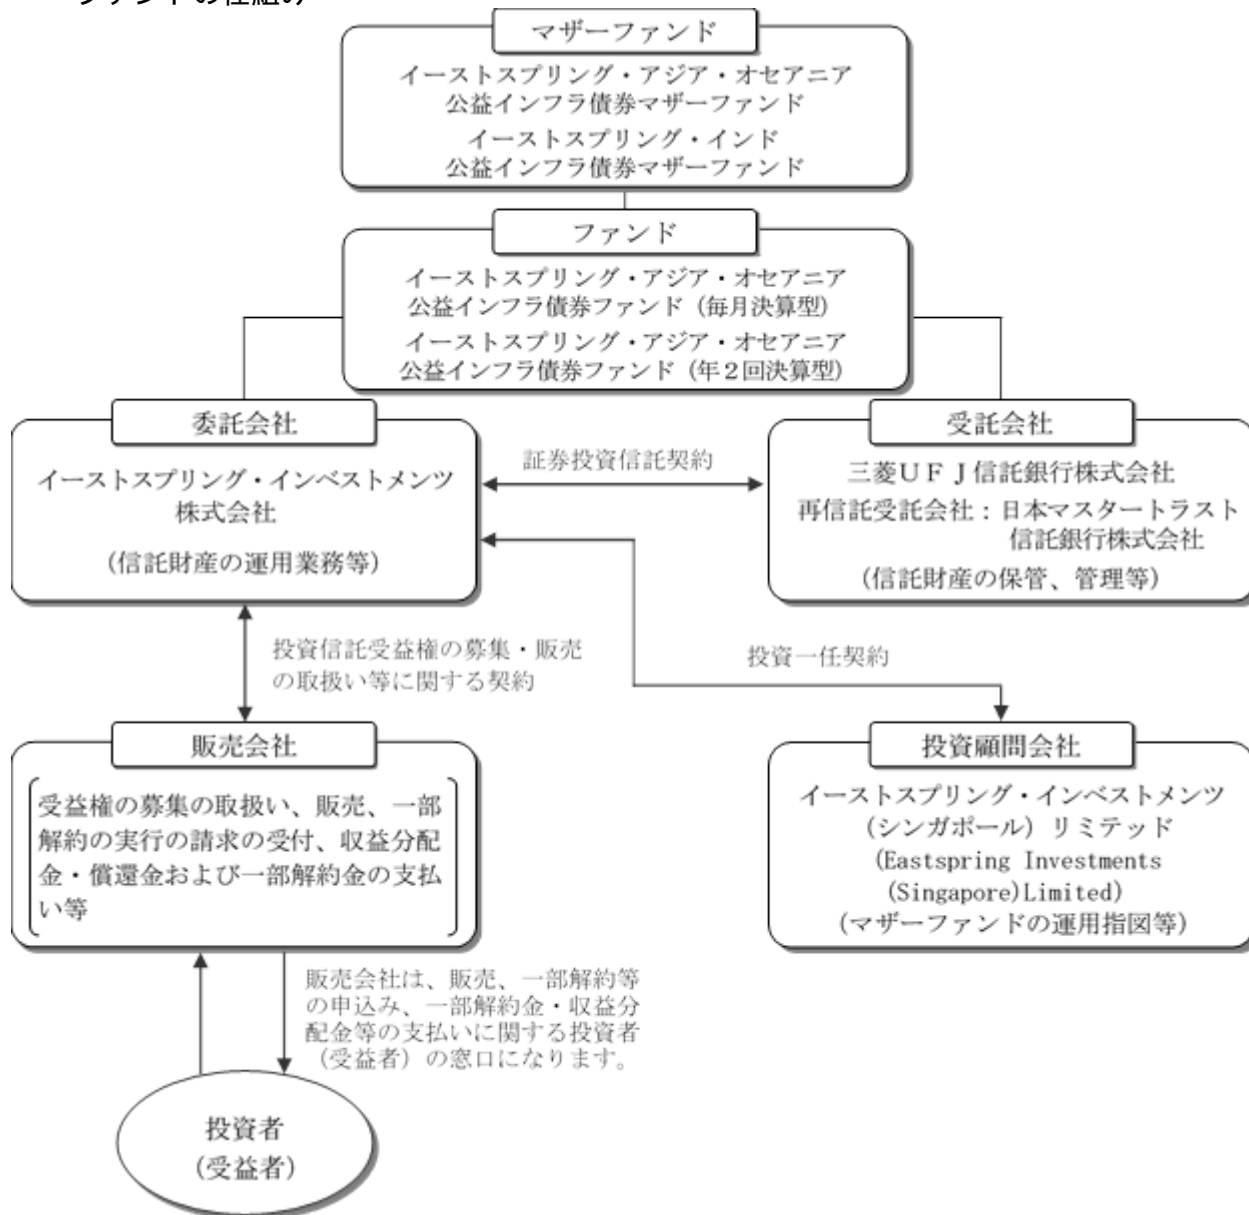 ファンドの仕組み
マザーファンド
イーストスプリング・アジア・オセアニア
公益インフラ債券マザーファンド
イーストスプリング・インド
公益インフラ債券マザーファンド
ファンド
イーストスプリング・アジア・オセアニア
公益インフラ債券ファンド（毎月決算型）
イーストスプリング・アジア・オセアニア
公益インフラ債券ファンド（年２回決算型）
委託会社
イーストスプリング・インベストメンツ
株式会社
（信託財産の運用業務等）
証券投資信託契約
受託会社
三菱ＵＦＪ信託銀行株式会社
再信託受託会社：日本マスタートラスト
信託銀行株式会社
（信託財産の保管、管理等）
投資信託受益権の募集・販売
の取扱い等に関する契約
投資一任契約
販売会社
受益権の募集の取扱い、販売、一部
解約の実行の請求の受付、収益分配
金・償還金および一部解約金の支払
い等
投資顧問会社
イーストスプリング・インベストメンツ
（シンガポール）リミテッド
(Eastspring Investments
(Singapore)Limited)
（マザーファンドの運用指図等）
販売会社は、販売、一部解約等
の申込み、一部解約金・収益分
配金等の支払いに関する投資者
（受益者）の窓口になります。
投資者
（受益者）